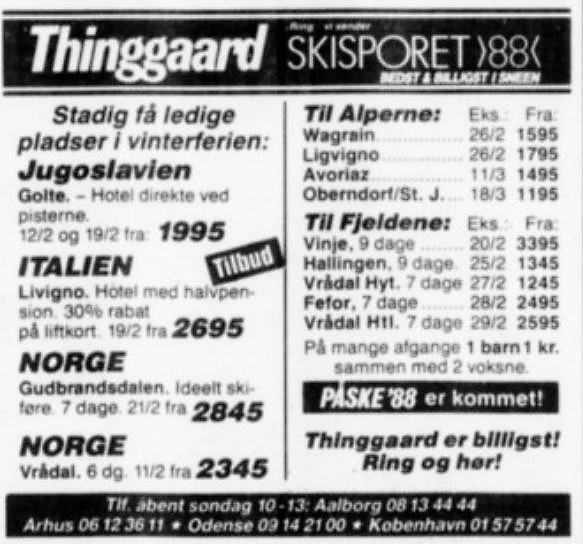 Thinggaard
Ring vi sender
SKISPORET )88(
BEDST & BILLIGST I SNEEN
Stadig få ledige
pladser i vinterferien:
Jugoslavien
Golte. – Hotel direkte ved
pisterne.
12/2 og 19/2 fra: 1995
Tilbud
ITALIEN
Livigno. Hotel med halvpen-
sion. 30% rabat
på liftkort. 19/2 fra 2695
NORGE
Gudbrandsdalen. Ideelt ski-
føre. 7 dage. 21/2 fra 2845
NORGE
Vrådal. 6 dg. 11/2 fra 2345
Til Alperne: Eks.: Fra:
Wagrain 26/2 1595
Ligvigno 26/2 1795
Avoriaz 11/3 1495
Oberndorf/St. J. 18/3 1195
Til Fjeldene: Eks.: Fra:
Vinje, 9 dage 20/2 3395
Hallingen, 9 dage. 25/2 1345
Vrådal Hyt. 7 dage 27/2 1245
Fefor, 7 dage 28/2 2495
Vrådal Htl. 7 dage 29/2 2595
På mange afgange 1 barn 1 kr.
sammen med 2 voksne.
PÅSKE '88 er kommet!
Thinggaard er billigst!
Ring og hør!
Tlf. åbent søndag 10-13: Aalborg 08 13 44 44
Århus 06 12 36 11 ★ Odense 09 14 21 00 ★ København 01 57 57 44